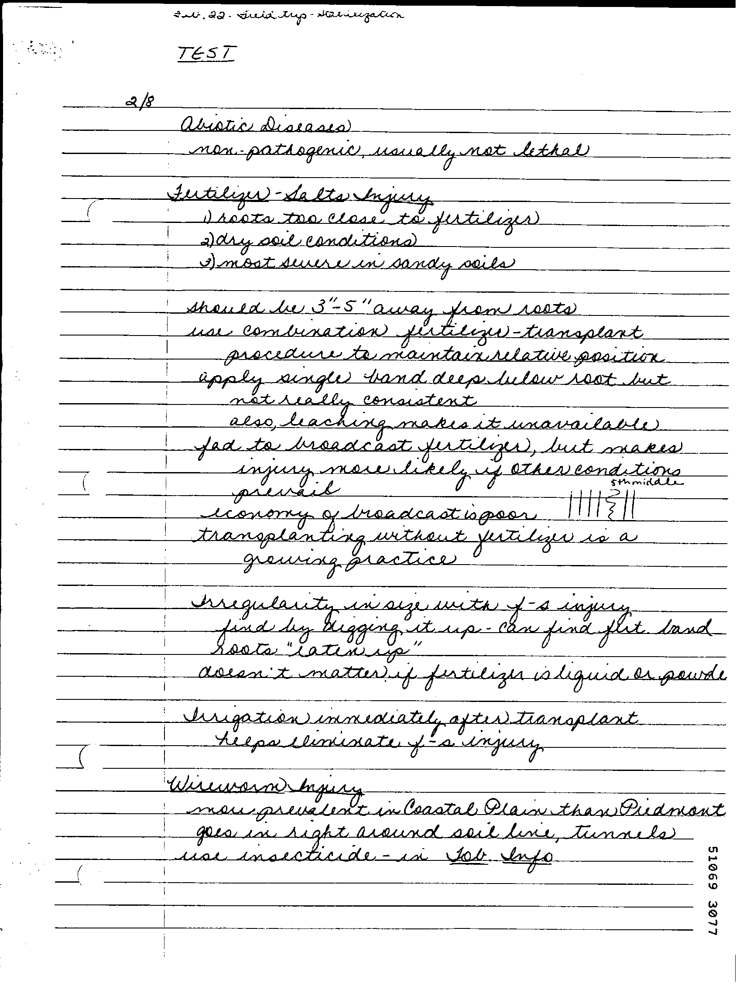 Feb. 22 - Field trip - Steriliezation
TEST
2/8
Abiotic Diseases
non-pathogenic, usually not lethal
Fertilizer-Salts Injury
1) roots too close to fertilizer
2) dry soil conditions
3) most severe in sandy soils
should be 3"-5" away from roots
use combination fertilizer-transplant
procedure to maintain relative position
apply single band deep below root but
not really consistent
also, leaching makes it unavailable
fad to broadcast fertilizer, but makes
injury more likely if other conditions
prevail
5th middle
economy of broadcast is poor
transplanting without fertilizer is a
growing practice
Irregularity in size with f-s injury
find by digging it up - can find flit. band
roots "eaten up"
doesn't matter if fertilizer is liquid or powde
Irrigation immediately after transplant
helps eliminate f-s injury
Wireworm Injury
more prevalent in Coastal Plain than Piedmont
goes in right around soil line, tunnels
use insecticide - in Tob. Info
51069 3077